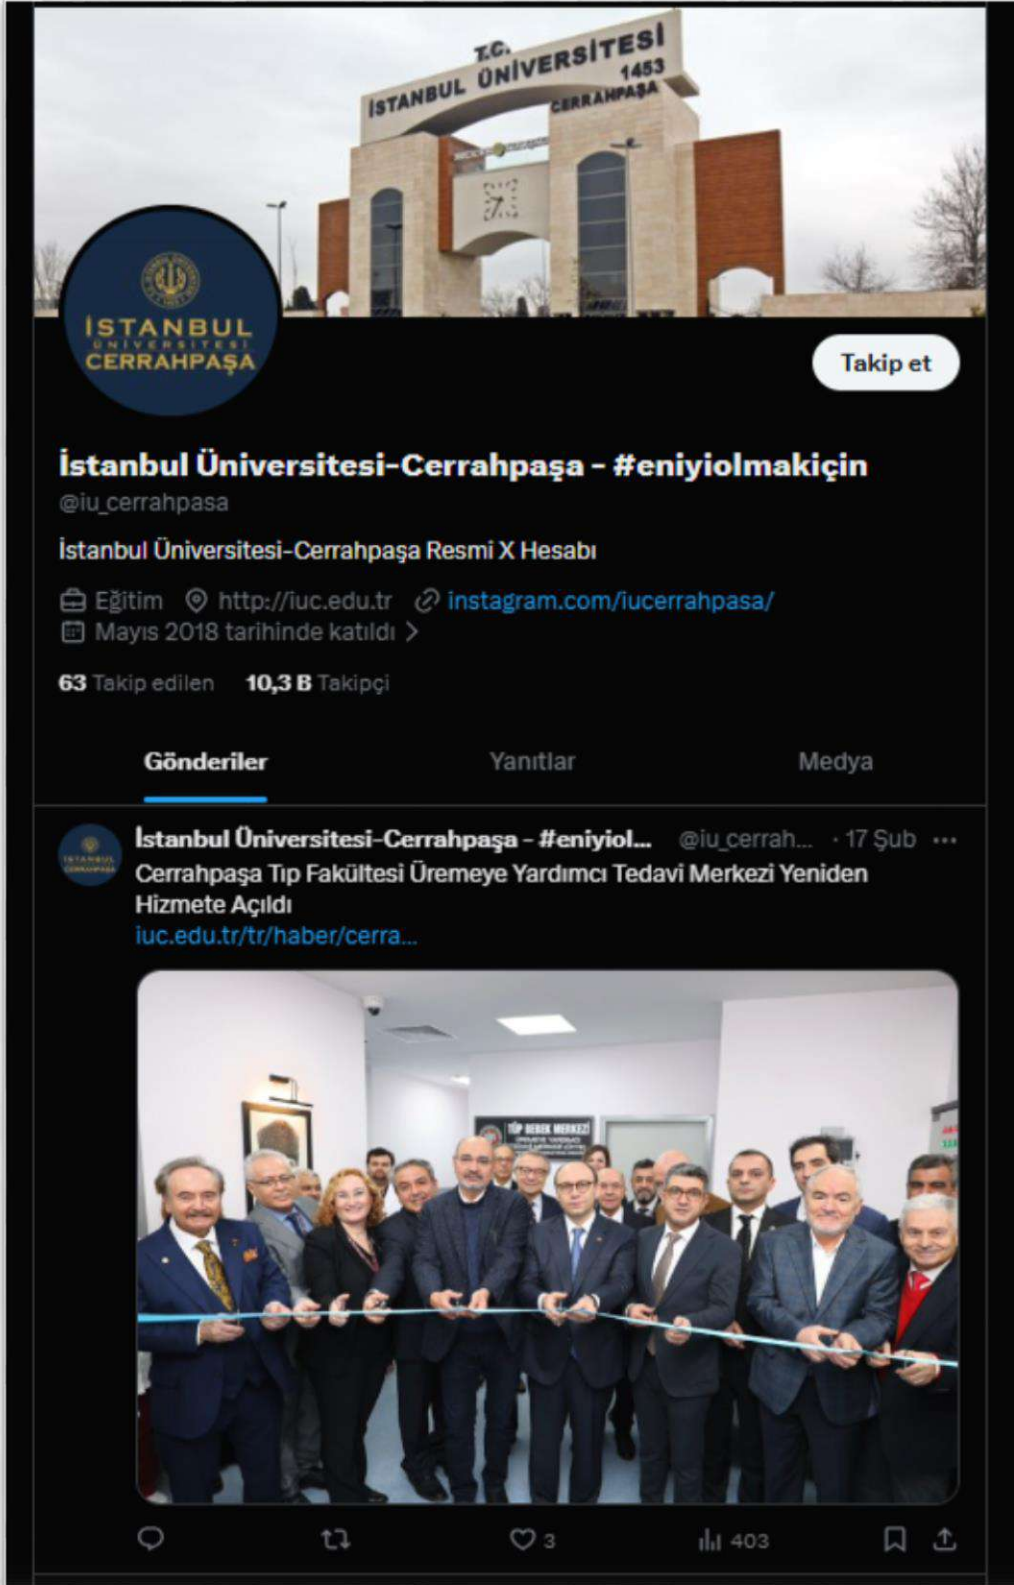 T.C.
İSTANBUL ÜNİVERSİTESİ
1453
CERRAHPAŞA
İSTANBUL
ÜNİVERSİTESİ
CERRAHPAŞA
Takip et
İstanbul Üniversitesi-Cerrahpaşa - #eniyiolmakiçin
@iu_cerrahpasa
İstanbul Üniversitesi-Cerrahpaşa Resmi X Hesabı
Eğitim http://iuc.edu.tr instagram.com/iucerrahpasa/
Mayıs 2018 tarihinde katıldı
63 Takip edilen 10,3 B Takipçi
Gönderiler Yanıtlar Medya
İstanbul Üniversitesi-Cerrahpaşa - #eniyiol... @iu_cerrah... · 17 Şub
Cerrahpaşa Tıp Fakültesi Üremeye Yardımcı Tedavi Merkezi Yeniden
Hizmete Açıldı
iuc.edu.tr/tr/haber/cerra...
TÜP BEBEK MERKEZİ
3 403